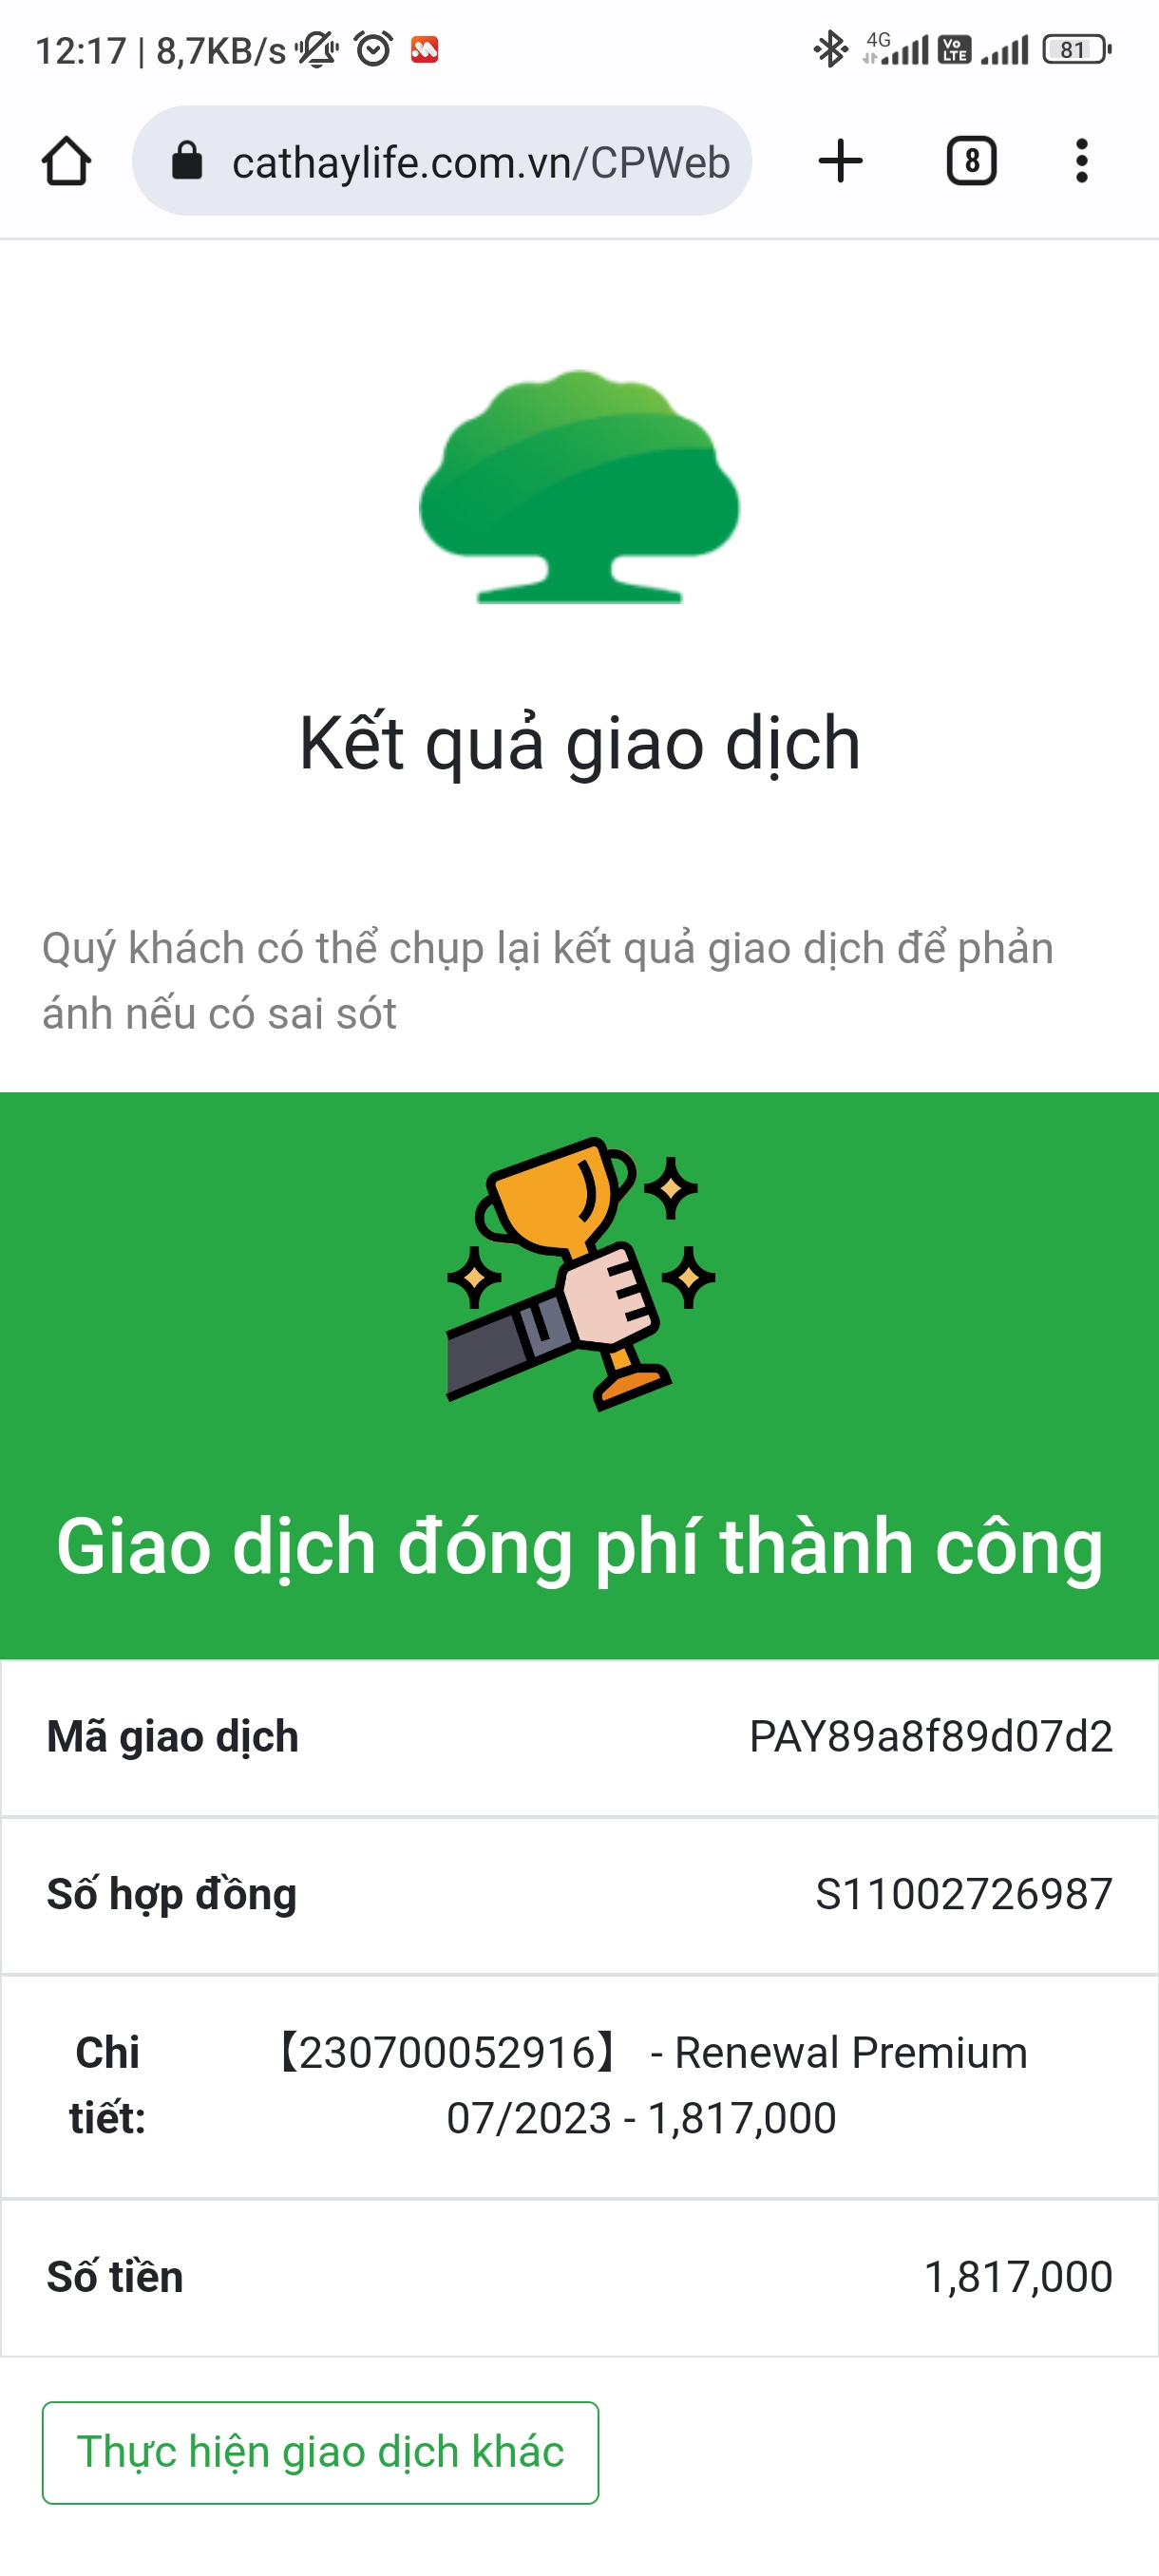 12:17 | 8,7KB/s
4G
Vo
LTE
81
cathaylife.com.vn/CPWeb
8
Kết quả giao dịch
Quý khách có thể chụp lại kết quả giao dịch để phản
ánh nếu có sai sót
Giao dịch đóng phí thành công
Mã giao dịch PAY89a8f89d07d2
Số hợp đồng S11002726987
Chi 【230700052916】 - Renewal Premium
tiết: 07/2023 - 1,817,000
Số tiền 1,817,000
Thực hiện giao dịch khác